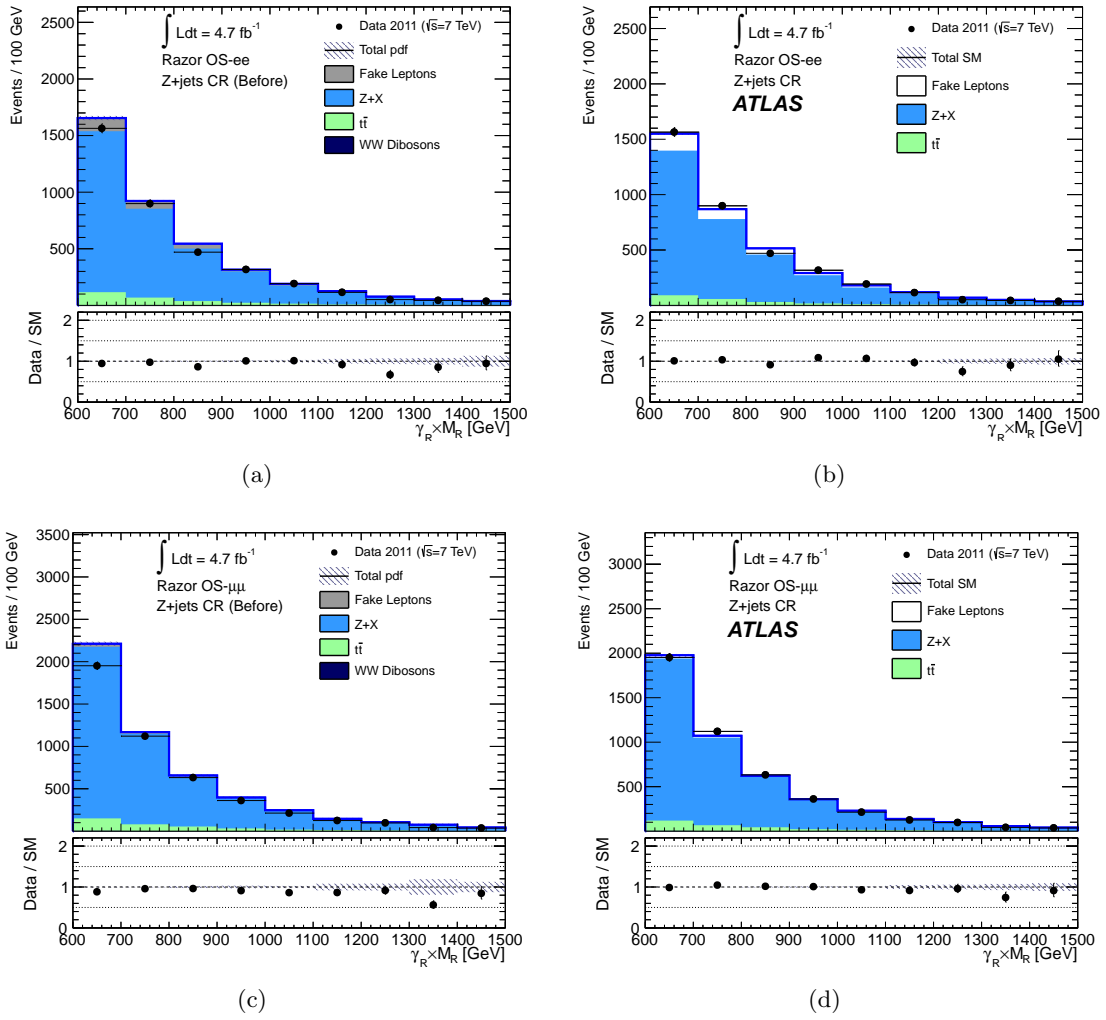 Events / 100 GeV
2500
2000
1500
1000
500
∫ Ldt = 4.7 fb⁻¹
Razor OS-ee
Z+jets CR (Before)
Data 2011 (√s=7 TeV)
Total pdf
Fake Leptons
Z+X
tt̄
WW Dibosons
Data / SM
2
1
0
600 700 800 900 1000 1100 1200 1300 1400 1500
γ_R×M_R [GeV]
(a)
Events / 100 GeV
2500
2000
1500
1000
500
∫ Ldt = 4.7 fb⁻¹
Razor OS-ee
Z+jets CR
ATLAS
Data 2011 (√s=7 TeV)
Total SM
Fake Leptons
Z+X
tt̄
Data / SM
2
1
0
600 700 800 900 1000 1100 1200 1300 1400 1500
γ_R×M_R [GeV]
(b)
Events / 100 GeV
3500
3000
2500
2000
1500
1000
500
∫ Ldt = 4.7 fb⁻¹
Razor OS-μμ
Z+jets CR (Before)
Data 2011 (√s=7 TeV)
Total pdf
Fake Leptons
Z+X
tt̄
WW Dibosons
Data / SM
2
1
0
600 700 800 900 1000 1100 1200 1300 1400 1500
γ_R×M_R [GeV]
(c)
Events / 100 GeV
3000
2500
2000
1500
1000
500
∫ Ldt = 4.7 fb⁻¹
Razor OS-μμ
Z+jets CR
ATLAS
Data 2011 (√s=7 TeV)
Total SM
Fake Leptons
Z+X
tt̄
Data / SM
2
1
0
600 700 800 900 1000 1100 1200 1300 1400 1500
γ_R×M_R [GeV]
(d)